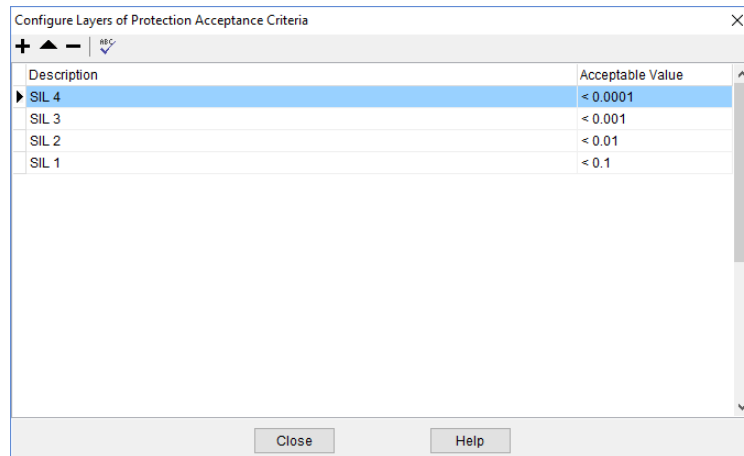 Configure Layers of Protection Acceptance Criteria
ABC
Description Acceptable Value
SIL 4 < 0.0001
SIL 3 < 0.001
SIL 2 < 0.01
SIL 1 < 0.1
Close Help